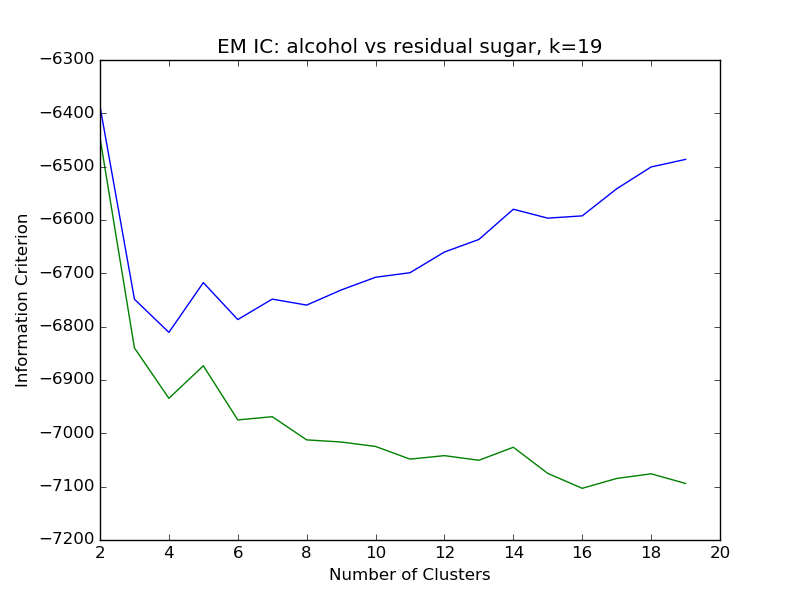 EM IC: alcohol vs residual sugar, k=19
−6300
−6400
−6500
−6600
−6700
−6800
−6900
−7000
−7100
−7200
Information Criterion
2 4 6 8 10 12 14 16 18 20
Number of Clusters